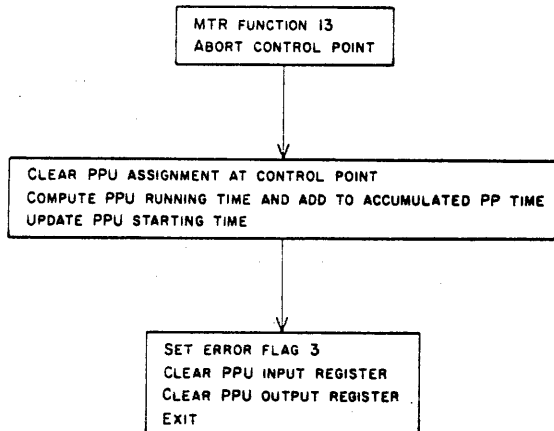 MTR FUNCTION 13
ABORT CONTROL POINT
CLEAR PPU ASSIGNMENT AT CONTROL POINT
COMPUTE PPU RUNNING TIME AND ADD TO ACCUMULATED PP TIME
UPDATE PPU STARTING TIME
SET ERROR FLAG 3
CLEAR PPU INPUT REGISTER
CLEAR PPU OUTPUT REGISTER
EXIT